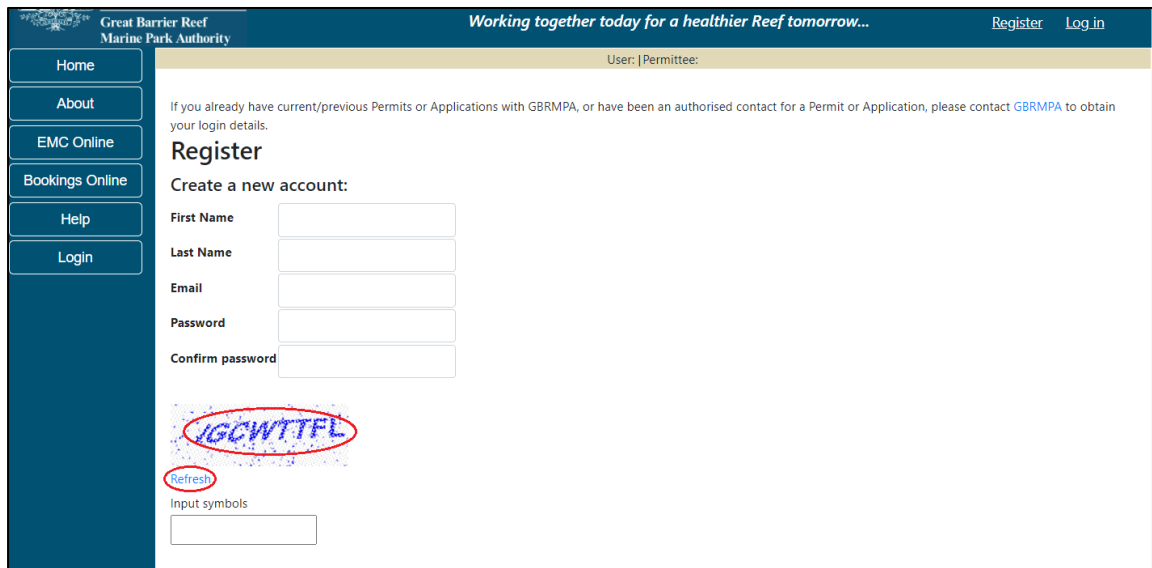 Great Barrier Reef
Marine Park Authority
Working together today for a healthier Reef tomorrow...
Register Log in
Home
About
EMC Online
Bookings Online
Help
Login
User: | Permittee:
If you already have current/previous Permits or Applications with GBRMPA, or have been an authorised contact for a Permit or Application, please contact GBRMPA to obtain
your login details.
Register
Create a new account:
First Name
Last Name
Email
Password
Confirm password
Refresh
Input symbols